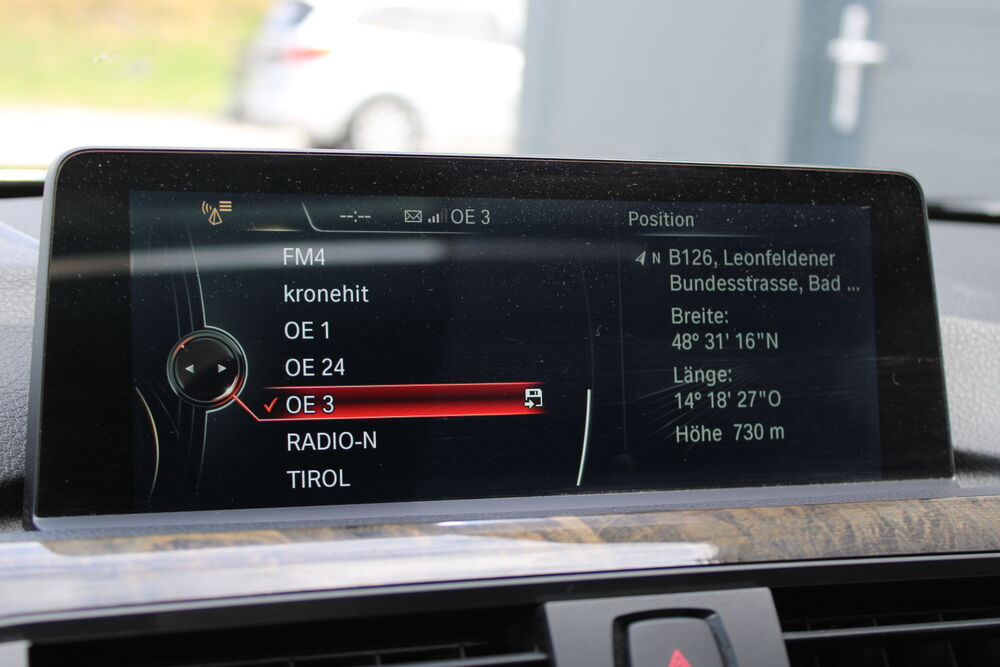 --:-- OE 3
FM4
kronehit
OE 1
OE 24
OE 3
RADIO-N
TIROL
Position
N B126, Leonfeldener
Bundesstrasse, Bad ...
Breite:
48° 31' 16"N
Länge:
14° 18' 27"O
Höhe 730 m